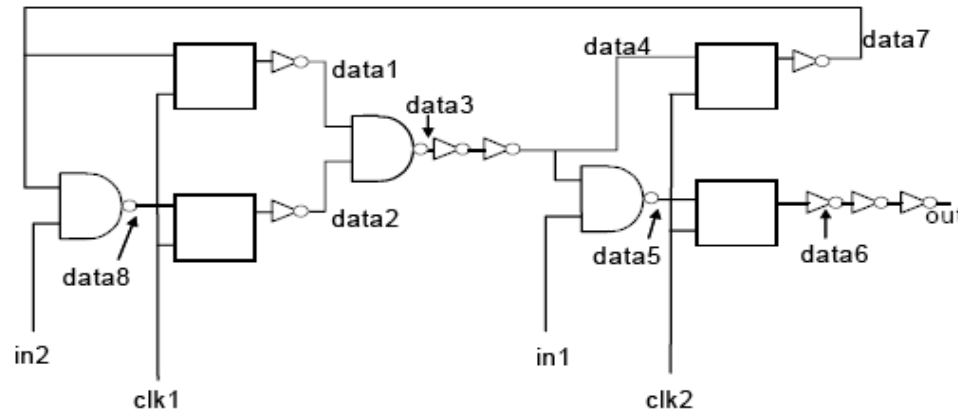 data1
data4
data7
data3
data2
data8
data5
data6
out
in2
in1
clk1
clk2